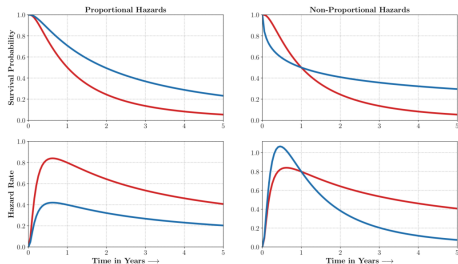 Proportional Hazards
Non-Proportional Hazards
Survival Probability
1.0
0.8
0.6
0.4
0.2
0.0
0 1 2 3 4 5
1.0
0.8
0.6
0.4
0.2
0.0
0 1 2 3 4 5
Hazard Rate
1.0
0.8
0.6
0.4
0.2
0.0
0 1 2 3 4 5
Time in Years →
1.0
0.8
0.6
0.4
0.2
0.0
0 1 2 3 4 5
Time in Years →